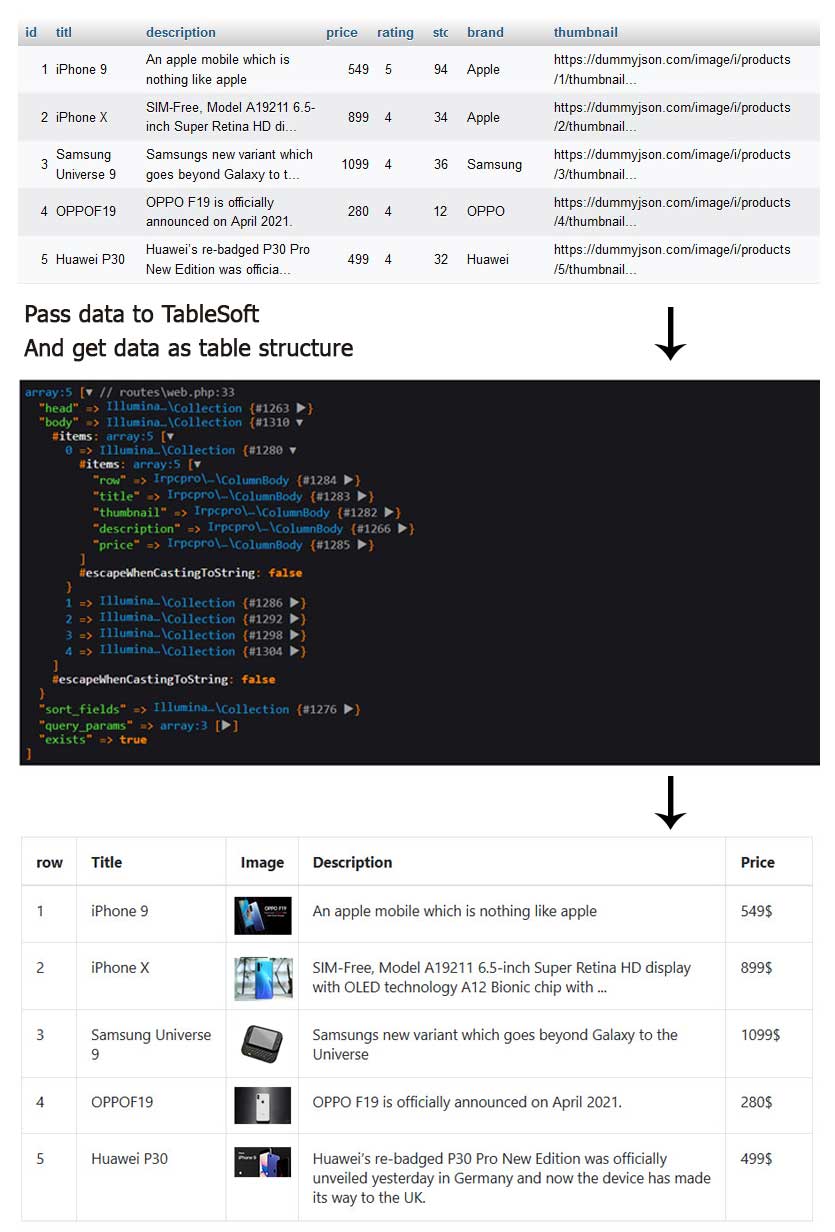 id titl description price rating stc brand thumbnail
1 iPhone 9 An apple mobile which is nothing like apple 549 5 94 Apple https://dummyjson.com/image/i/products/1/thumbnail…
2 iPhone X SIM-Free, Model A19211 6.5-inch Super Retina HD di… 899 4 34 Apple https://dummyjson.com/image/i/products/2/thumbnail…
3 Samsung Universe 9 Samsungs new variant which goes beyond Galaxy to t… 1099 4 36 Samsung https://dummyjson.com/image/i/products/3/thumbnail…
4 OPPOF19 OPPO F19 is officially announced on April 2021. 280 4 12 OPPO https://dummyjson.com/image/i/products/4/thumbnail…
5 Huawei P30 Huawei's re-badged P30 Pro New Edition was officia… 499 4 32 Huawei https://dummyjson.com/image/i/products/5/thumbnail…
Pass data to TableSoft
And get data as table structure
array:5 [▼ // routes\web.php:33
"head" => Illumina…\Collection {#1263 ▶}
"body" => Illumina…\Collection {#1310 ▼
#items: array:5 [▼
0 => Illumina…\Collection {#1280 ▼
#items: array:5 [▼
"row" => Irpcpro\…\ColumnBody {#1284 ▶}
"title" => Irpcpro\…\ColumnBody {#1283 ▶}
"thumbnail" => Irpcpro\…\ColumnBody {#1282 ▶}
"description" => Irpcpro\…\ColumnBody {#1266 ▶}
"price" => Irpcpro\…\ColumnBody {#1285 ▶}
]
#escapeWhenCastingToString: false
}
1 => Illumina…\Collection {#1286 ▶}
2 => Illumina…\Collection {#1292 ▶}
3 => Illumina…\Collection {#1298 ▶}
4 => Illumina…\Collection {#1304 ▶}
]
#escapeWhenCastingToString: false
}
"sort_fields" => Illumina…\Collection {#1276 ▶}
"query_params" => array:3 [▶]
"exists" => true
]
row Title Image Description Price
1 iPhone 9 OPPO F19 An apple mobile which is nothing like apple 549$
2 iPhone X SIM-Free, Model A19211 6.5-inch Super Retina HD display
with OLED technology A12 Bionic chip with ... 899$
3 Samsung Universe 9 Samsungs new variant which goes beyond Galaxy to the
Universe 1099$
4 OPPOF19 OPPO F19 is officially announced on April 2021. 280$
5 Huawei P30 iPhone 9 Huawei's re-badged P30 Pro New Edition was officially
unveiled yesterday in Germany and now the device has made
its way to the UK. 499$